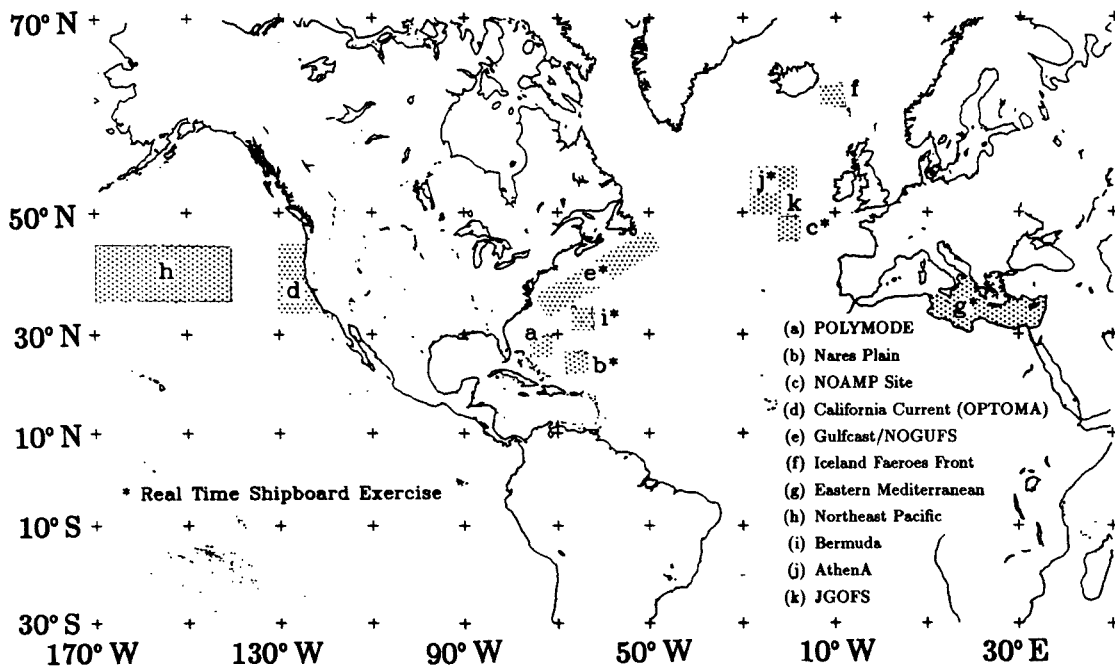 70° N
f
j*
k
50° N
c*
h
d
e*
g*
i*
30° N
a
b*
(a) POLYMODE
(b) Nares Plain
(c) NOAMP Site
(d) California Current (OPTOMA)
10° N
(e) Gulfcast/NOGUFS
(f) Iceland Faeroes Front
(g) Eastern Mediterranean
* Real Time Shipboard Exercise
(h) Northeast Pacific
10° S
(i) Bermuda
(j) AthenA
(k) JGOFS
30° S
170° W 130° W 90° W 50° W 10° W 30° E